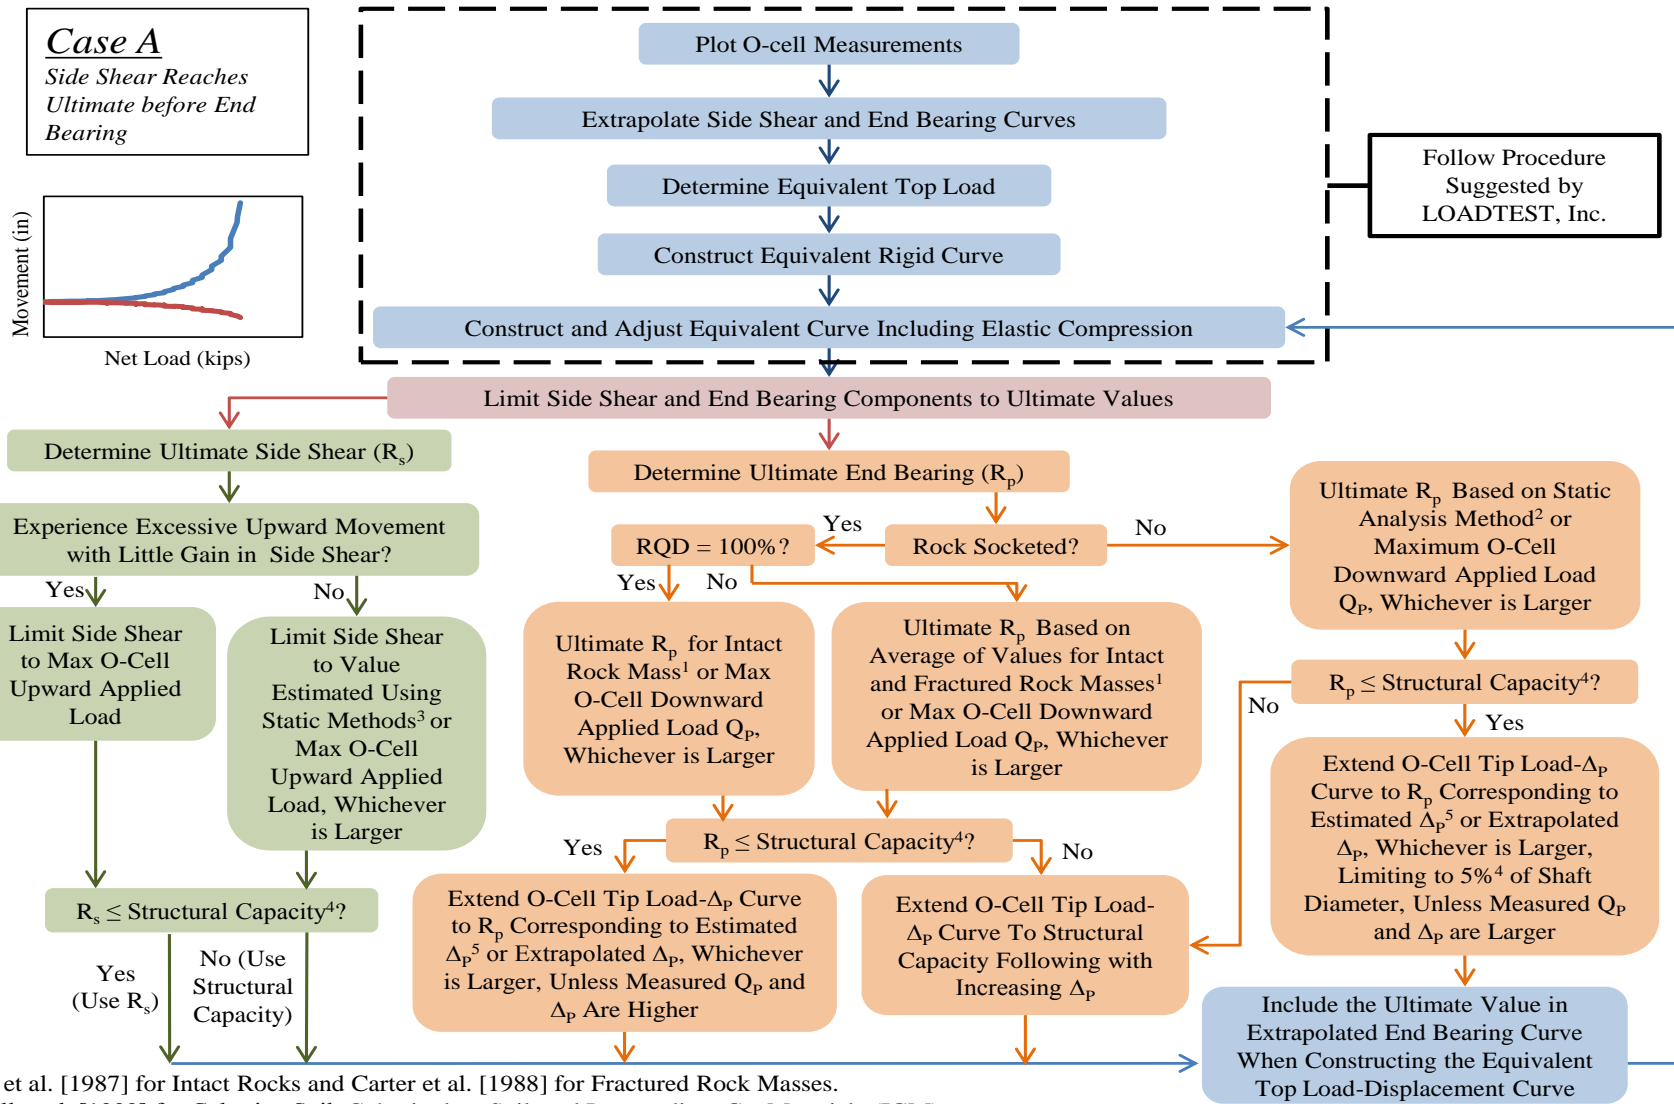 Case A
Side Shear Reaches
Ultimate before End
Bearing
Movement (in)
Net Load (kips)
Plot O-cell Measurements
Extrapolate Side Shear and End Bearing Curves
Determine Equivalent Top Load
Construct Equivalent Rigid Curve
Construct and Adjust Equivalent Curve Including Elastic Compression
Follow Procedure
Suggested by
LOADTEST, Inc.
Limit Side Shear and End Bearing Components to Ultimate Values
Determine Ultimate Side Shear (Rs)
Experience Excessive Upward Movement
with Little Gain in Side Shear?
Yes
No
Limit Side Shear
to Max O-Cell
Upward Applied
Load
Limit Side Shear
to Value
Estimated Using
Static Methods³ or
Max O-Cell
Upward Applied
Load, Whichever
is Larger
Rs ≤ Structural Capacity⁴?
Yes
(Use Rs)
No (Use
Structural
Capacity)
Determine Ultimate End Bearing (Rp)
Rock Socketed?
Yes
No
RQD = 100%?
Yes
No
Ultimate Rp for Intact
Rock Mass¹ or Max
O-Cell Downward
Applied Load QP,
Whichever is Larger
Ultimate Rp Based on
Average of Values for Intact
and Fractured Rock Masses¹
or Max O-Cell Downward
Applied Load QP, Whichever
is Larger
Rp ≤ Structural Capacity⁴?
Yes
No
Extend O-Cell Tip Load-ΔP Curve
to Rp Corresponding to Estimated
ΔP⁵ or Extrapolated ΔP, Whichever
is Larger, Unless Measured QP and
ΔP Are Higher
Extend O-Cell Tip Load-
ΔP Curve To Structural
Capacity Following with
Increasing ΔP
Ultimate Rp Based on Static
Analysis Method² or
Maximum O-Cell
Downward Applied Load
QP, Whichever is Larger
Rp ≤ Structural Capacity⁴?
No
Yes
Extend O-Cell Tip Load-ΔP
Curve to Rp Corresponding to
Estimated ΔP⁵ or Extrapolated
ΔP, Whichever is Larger,
Limiting to 5%⁴ of Shaft
Diameter, Unless Measured QP
and ΔP are Larger
Include the Ultimate Value in
Extrapolated End Bearing Curve
When Constructing the Equivalent
Top Load-Displacement Curve
et al. [1987] for Intact Rocks and Carter et al. [1988] for Fractured Rock Masses.